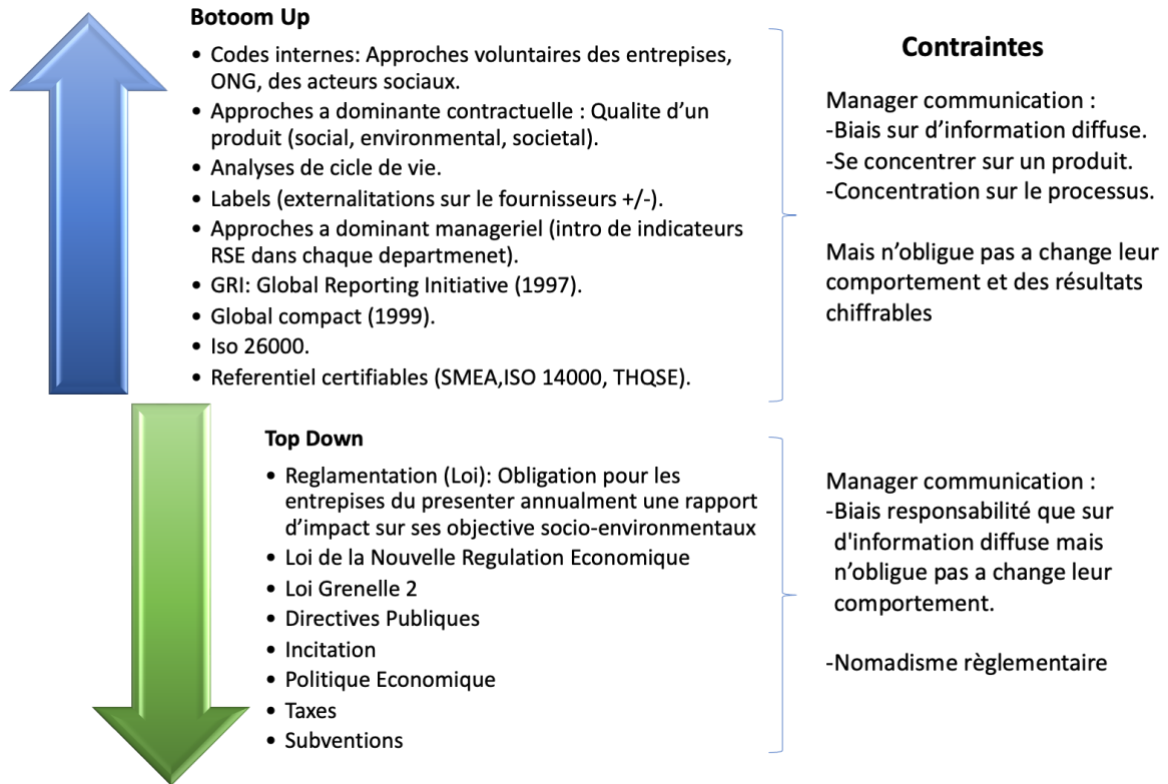 Botoom Up
• Codes internes: Approches voluntaires des entrepises,
ONG, des acteurs sociaux.
• Approches a dominante contractuelle : Qualite d’un
produit (social, environmental, societal).
• Analyses de cicle de vie.
• Labels (externalitations sur le fournisseurs +/-).
• Approches a dominant manageriel (intro de indicateurs
RSE dans chaque departmenet).
• GRI: Global Reporting Initiative (1997).
• Global compact (1999).
• Iso 26000.
• Referentiel certifiables (SMEA,ISO 14000, THQSE).
Contraintes
Manager communication :
-Biais sur d’information diffuse.
-Se concentrer sur un produit.
-Concentration sur le processus.
Mais n’obligue pas a change leur
comportement et des résultats
chiffrables
Top Down
• Reglamentation (Loi): Obligation pour les
entrepises du presenter annualment une rapport
d’impact sur ses objective socio-environmentaux
• Loi de la Nouvelle Regulation Economique
• Loi Grenelle 2
• Directives Publiques
• Incitation
• Politique Economique
• Taxes
• Subventions
Manager communication :
-Biais responsabilité que sur
d'information diffuse mais
n’obligue pas a change leur
comportement.
-Nomadisme règlementaire